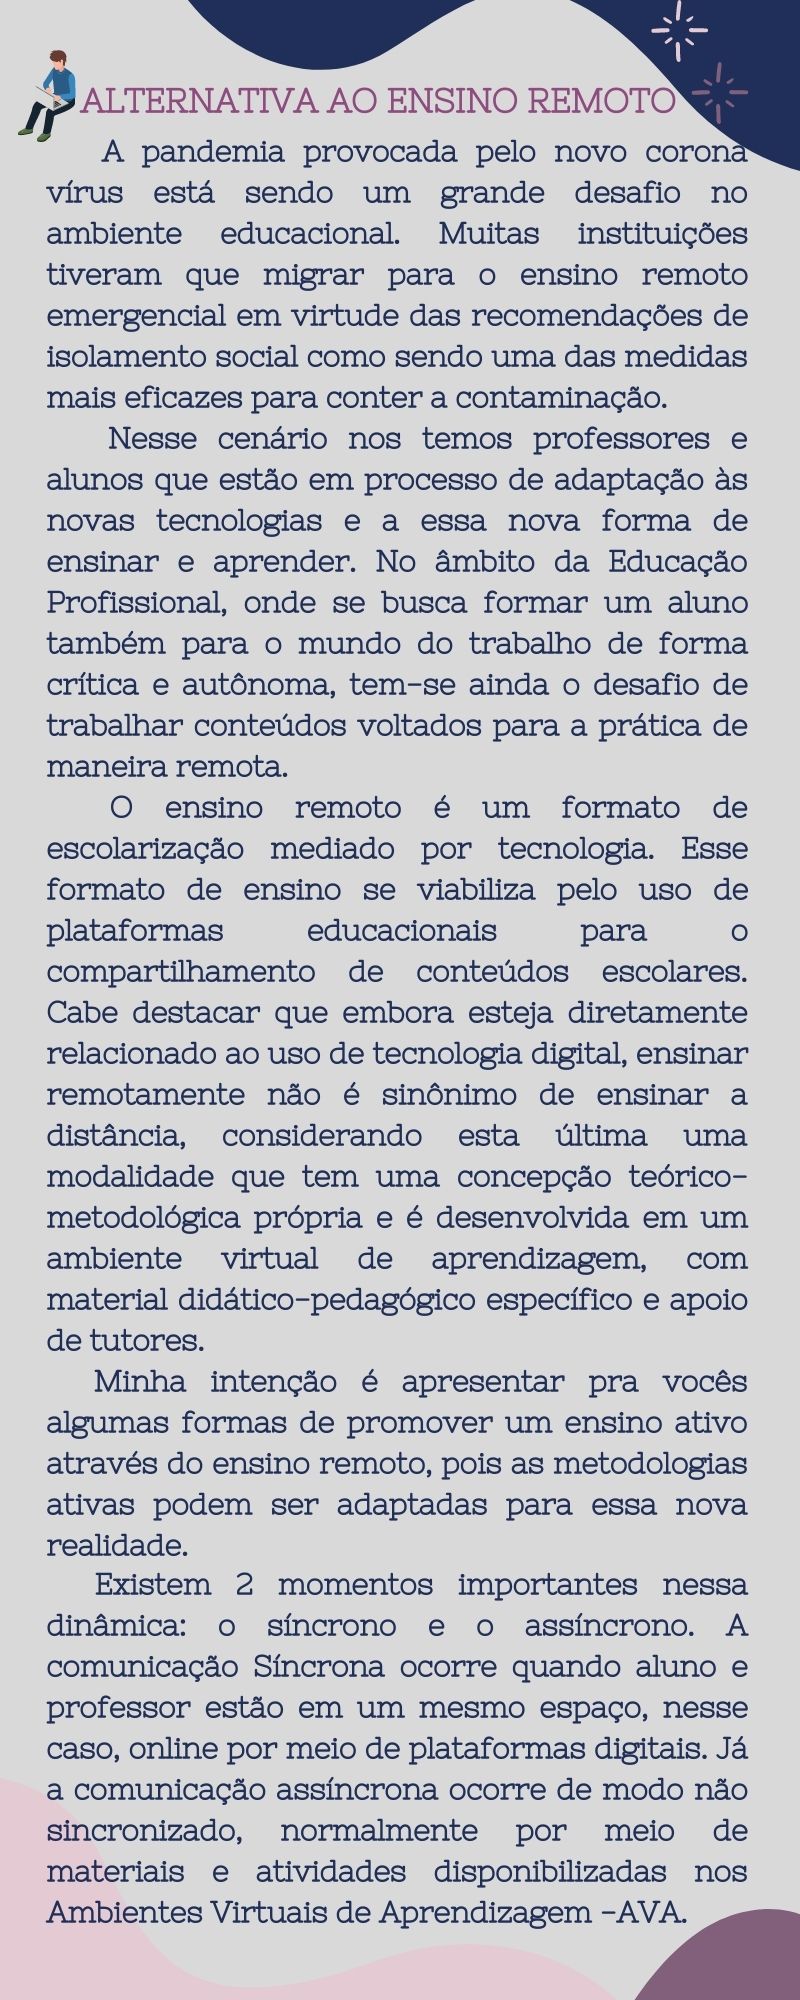 ALTERNATIVA AO ENSINO REMOTO
A pandemia provocada pelo novo corona
vírus está sendo um grande desafio no
ambiente educacional. Muitas instituições
tiveram que migrar para o ensino remoto
emergencial em virtude das recomendações de
isolamento social como sendo uma das medidas
mais eficazes para conter a contaminação.
Nesse cenário nos temos professores e
alunos que estão em processo de adaptação às
novas tecnologias e a essa nova forma de
ensinar e aprender. No âmbito da Educação
Profissional, onde se busca formar um aluno
também para o mundo do trabalho de forma
crítica e autônoma, tem-se ainda o desafio de
trabalhar conteúdos voltados para a prática de
maneira remota.
O ensino remoto é um formato de
escolarização mediado por tecnologia. Esse
formato de ensino se viabiliza pelo uso de
plataformas educacionais para o
compartilhamento de conteúdos escolares.
Cabe destacar que embora esteja diretamente
relacionado ao uso de tecnologia digital, ensinar
remotamente não é sinônimo de ensinar a
distância, considerando esta última uma
modalidade que tem uma concepção teórico-
metodológica própria e é desenvolvida em um
ambiente virtual de aprendizagem, com
material didático-pedagógico específico e apoio
de tutores.
Minha intenção é apresentar pra vocês
algumas formas de promover um ensino ativo
através do ensino remoto, pois as metodologias
ativas podem ser adaptadas para essa nova
realidade.
Existem 2 momentos importantes nessa
dinâmica: o síncrono e o assíncrono. A
comunicação Síncrona ocorre quando aluno e
professor estão em um mesmo espaço, nesse
caso, online por meio de plataformas digitais. Já
a comunicação assíncrona ocorre de modo não
sincronizado, normalmente por meio de
materiais e atividades disponibilizadas nos
Ambientes Virtuais de Aprendizagem -AVA.